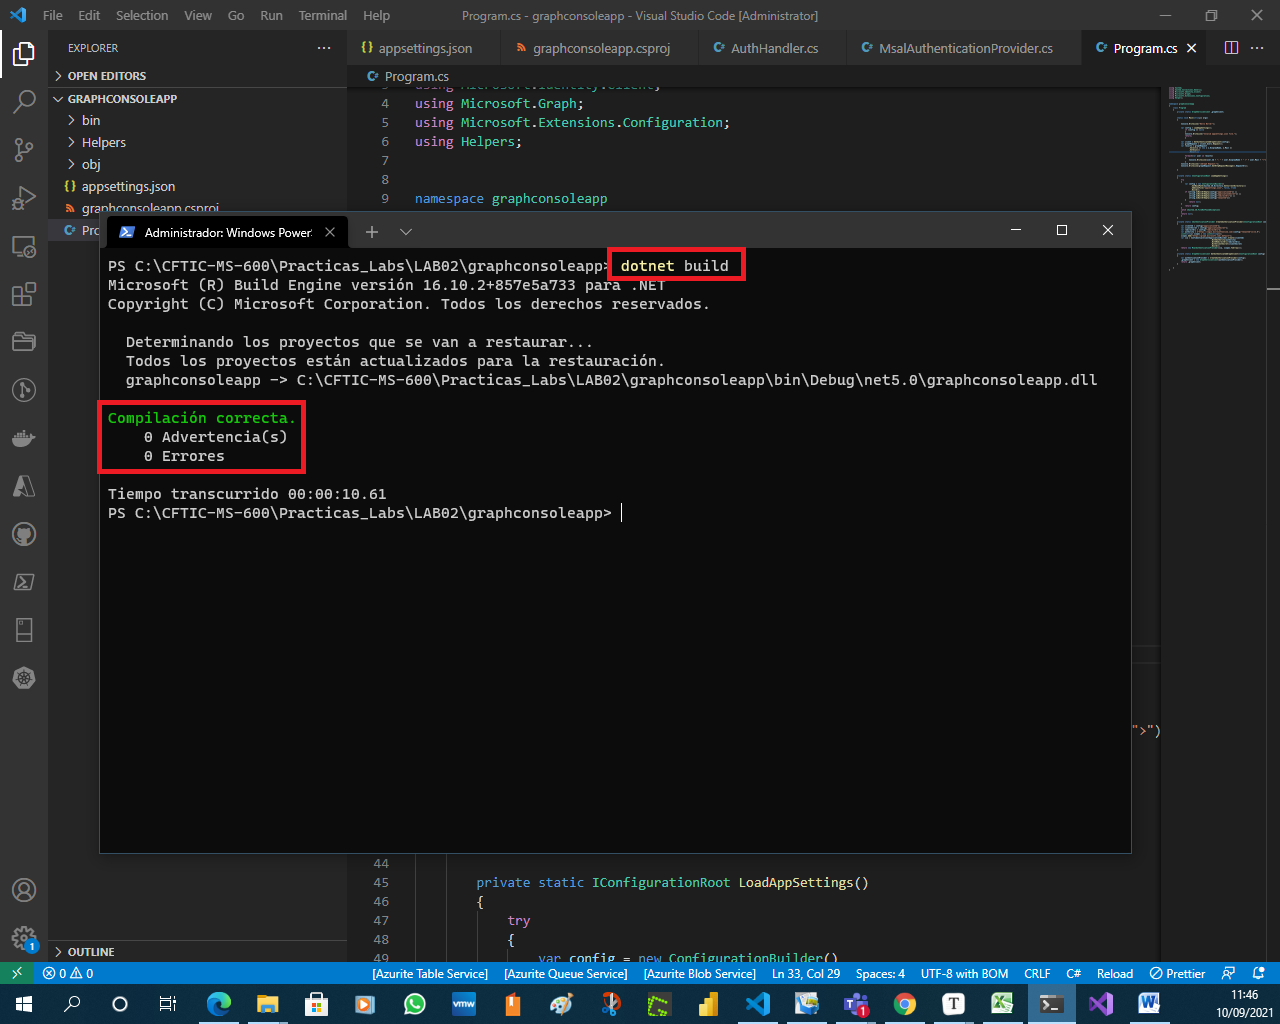 File Edit Selection View Go Run Terminal Help Program.cs - graphconsoleapp - Visual Studio Code [Administrator]
EXPLORER
appsettings.json graphconsoleapp.csproj AuthHandler.cs MsalAuthenticationProvider.cs Program.cs
OPEN EDITORS
Program.cs
GRAPHCONSOLEAPP
bin
Helpers
obj
appsettings.json
graphconsoleapp.csproj
3 using Microsoft.Identity.Client;
4 using Microsoft.Graph;
5 using Microsoft.Extensions.Configuration;
6 using Helpers;
7
8
9 namespace graphconsoleapp
Administrador: Windows Power
PS C:\CFTIC-MS-600\Practicas_Labs\LAB02\graphconsoleapp> dotnet build
Microsoft (R) Build Engine versión 16.10.2+857e5a733 para .NET
Copyright (C) Microsoft Corporation. Todos los derechos reservados.
Determinando los proyectos que se van a restaurar...
Todos los proyectos están actualizados para la restauración.
graphconsoleapp -> C:\CFTIC-MS-600\Practicas_Labs\LAB02\graphconsoleapp\bin\Debug\net5.0\graphconsoleapp.dll
Compilación correcta.
0 Advertencia(s)
0 Errores
Tiempo transcurrido 00:00:10.61
PS C:\CFTIC-MS-600\Practicas_Labs\LAB02\graphconsoleapp>
">")
44
45 private static IConfigurationRoot LoadAppSettings()
46 {
47 try
48 {
49 var config = new ConfigurationBuilder()
OUTLINE
0 0 [Azurite Table Service] [Azurite Queue Service] [Azurite Blob Service] Ln 33, Col 29 Spaces: 4 UTF-8 with BOM CRLF C# Reload Prettier
11:46
10/09/2021